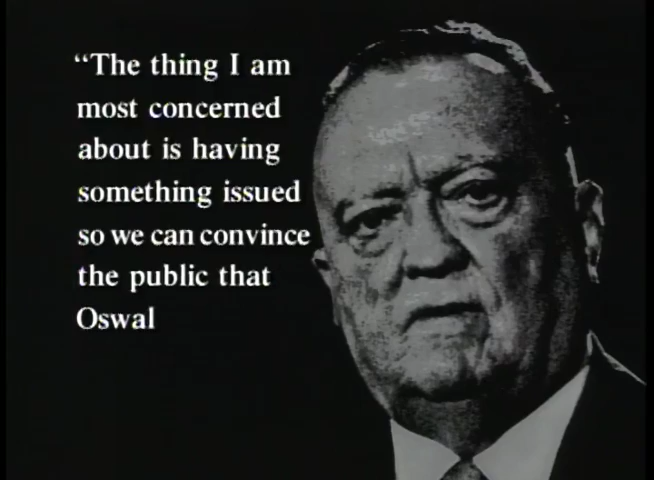 “The thing I am
most concerned
about is having
something issued
so we can convince
the public that
Oswal